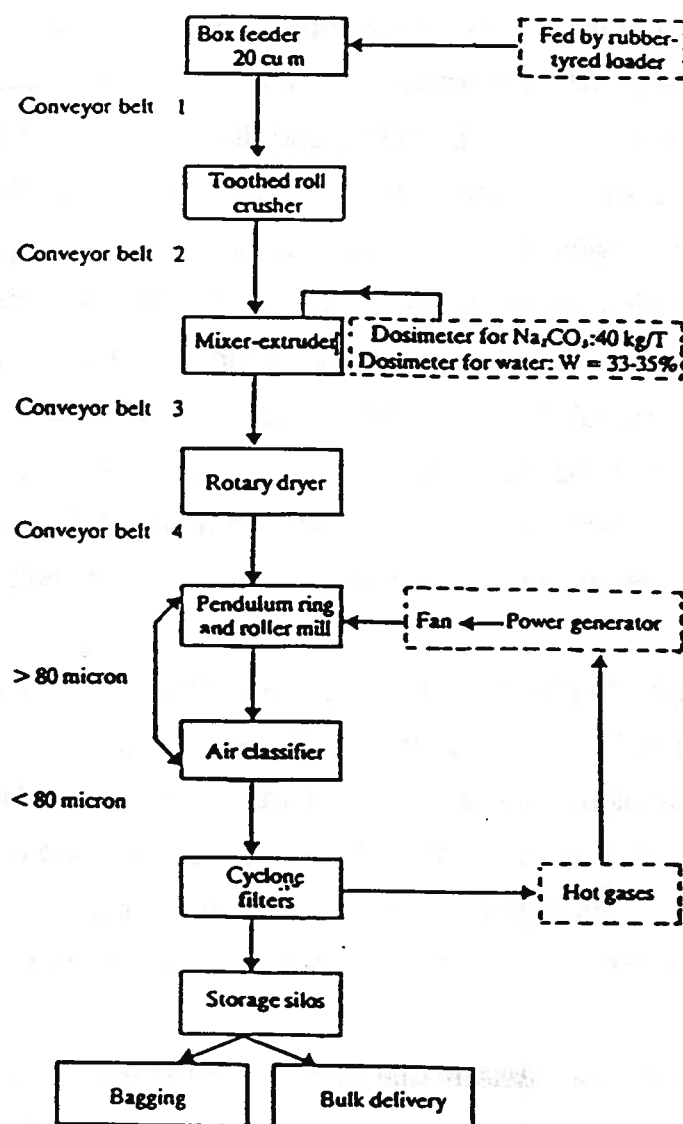 Box feeder
20 cu m
Fed by rubber-
tyred loader
Conveyor belt 1
Toothed roll
crusher
Conveyor belt 2
Mixer-extruder
Dosimeter for Na₂CO₃:40 kg/T
Dosimeter for water: W = 33-35%
Conveyor belt 3
Rotary dryer
Conveyor belt 4
Pendulum ring
and roller mill
Fan
Power generator
> 80 micron
Air classifier
< 80 micron
Cyclone
filters
Hot gases
Storage silos
Bagging
Bulk delivery